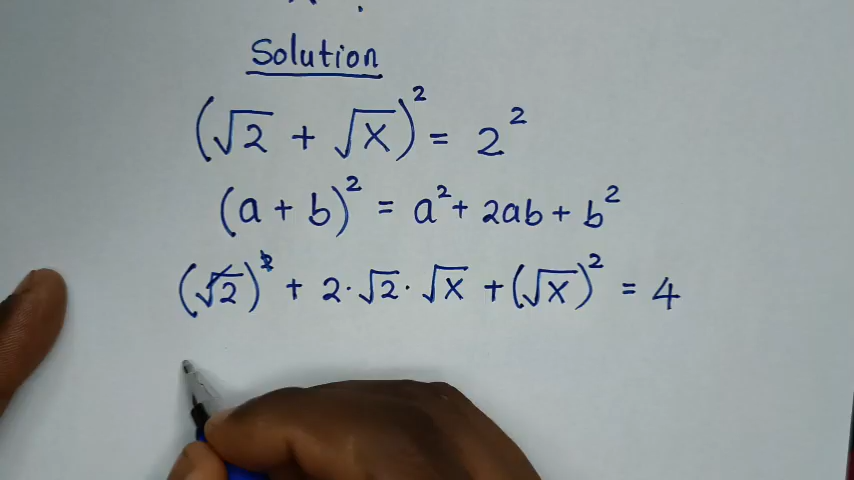 Solution
(√2 + √x)² = 2²
(a + b)² = a² + 2ab + b²
(√2)² + 2·√2·√x + (√x)² = 4